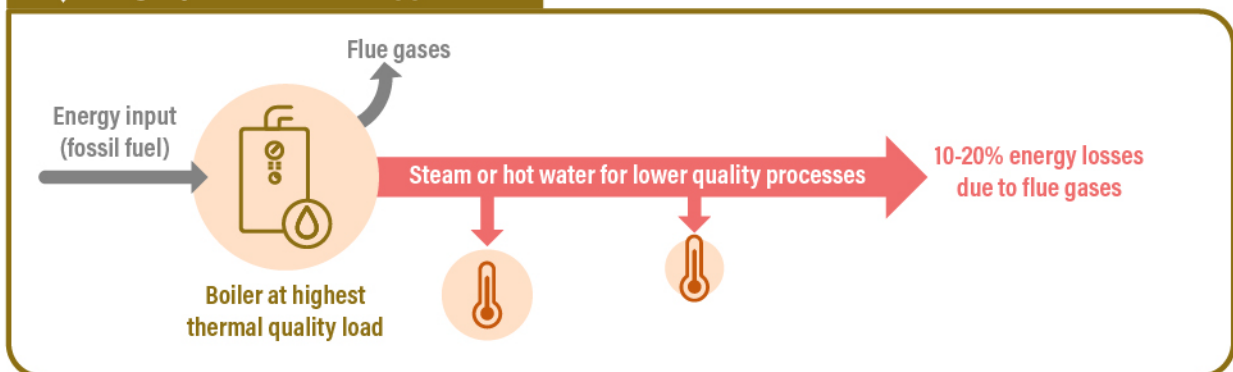 Flue gases
Energy input
(fossil fuel)
Steam or hot water for lower quality processes
10-20% energy losses
due to flue gases
Boiler at highest
thermal quality load